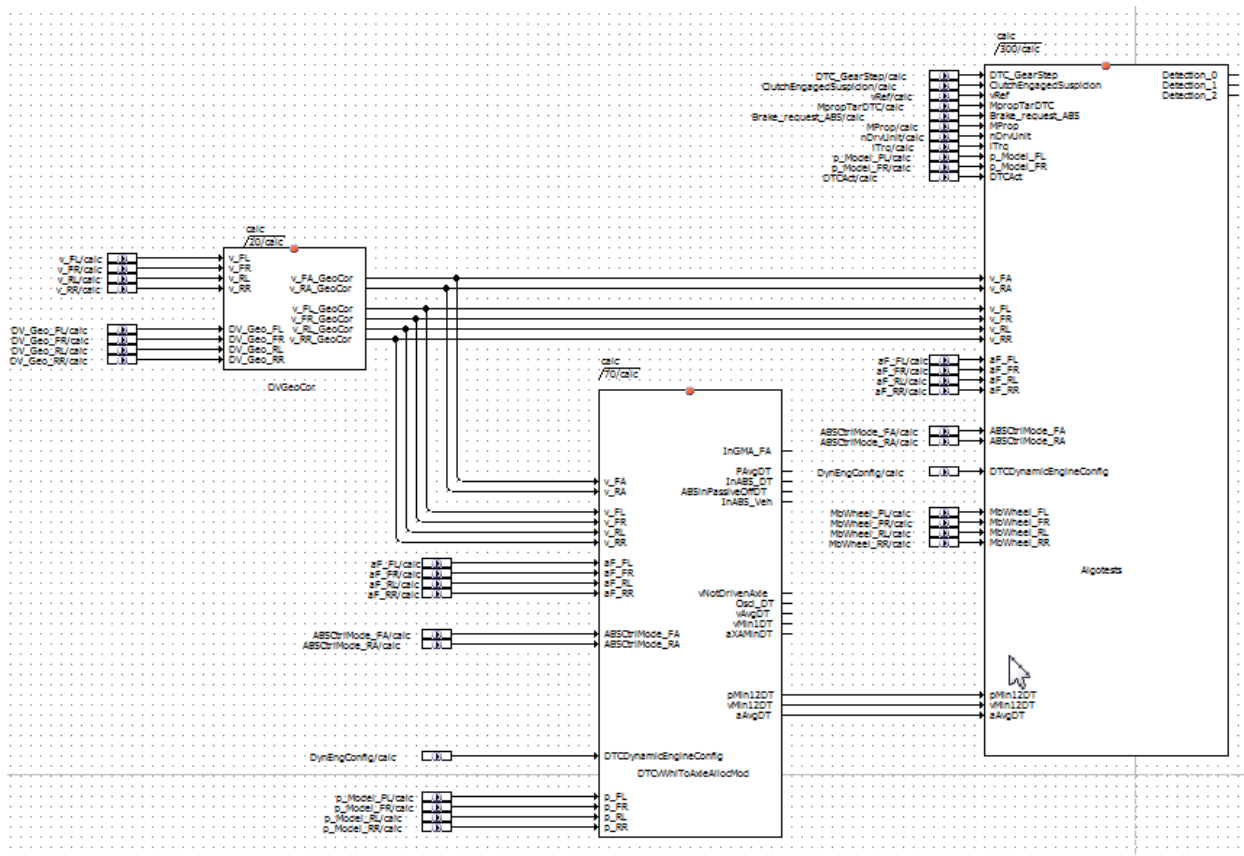 calc
/300/calc
DTC_GearStep/calc
ClutchEngagedSuspicion/calc
vRef/calc
MpropTarDTC/calc
Brake_request_ABS/calc
MProp/calc
nDrvUnit/calc
iTrq/calc
p_Model_FL/calc
p_Model_FR/calc
DTCAct/calc
DTC_GearStep
ClutchEngagedSuspicion
vRef
MpropTarDTC
Brake_request_ABS
MProp
nDrvUnit
iTrq
p_Model_FL
p_Model_FR
DTCAct
Detection_0
Detection_1
Detection_2
calc
/20/calc
v_FL/calc
v_FR/calc
v_RL/calc
v_RR/calc
v_FL
v_FR
v_RL
v_RR
DV_Geo_FL/calc
DV_Geo_FR/calc
DV_Geo_RL/calc
DV_Geo_RR/calc
DV_Geo_FL
DV_Geo_FR
DV_Geo_RL
DV_Geo_RR
v_FA_GeoCor
v_RA_GeoCor
v_FL_GeoCor
v_FR_GeoCor
v_RL_GeoCor
v_RR_GeoCor
DVGeoCor
v_FA
v_RA
v_FL
v_FR
v_RL
v_RR
aF_FL/calc
aF_FR/calc
aF_RL/calc
aF_RR/calc
aF_FL
aF_FR
aF_RL
aF_RR
ABSCtrlMode_FA/calc
ABSCtrlMode_RA/calc
ABSCtrlMode_FA
ABSCtrlMode_RA
DynEngConfig/calc
DTCDynamicEngineConfig
MbWheel_FL/calc
MbWheel_FR/calc
MbWheel_RL/calc
MbWheel_RR/calc
MbWheel_FL
MbWheel_FR
MbWheel_RL
MbWheel_RR
Algotests
calc
/70/calc
InGMA_FA
PAvgDT
InABS_DT
ABSInPassiveOffDT
InABS_Veh
v_FA
v_RA
v_FL
v_FR
v_RL
v_RR
aF_FL/calc
aF_FR/calc
aF_RL/calc
aF_RR/calc
aF_FL
aF_FR
aF_RL
aF_RR
vNotDrivenAxle
Oscl_DT
vAvgDT
vMin1DT
aXAMinDT
ABSCtrlMode_FA/calc
ABSCtrlMode_RA/calc
ABSCtrlMode_FA
ABSCtrlMode_RA
pMin12DT
vMin12DT
aAvgDT
pMin12DT
vMin12DT
aAvgDT
DynEngConfig/calc
DTCDynamicEngineConfig
DTCvWhlToAxleAllocMod
p_Model_FL/calc
p_Model_FR/calc
p_Model_RL/calc
p_Model_RR/calc
p_FL
p_FR
p_RL
p_RR